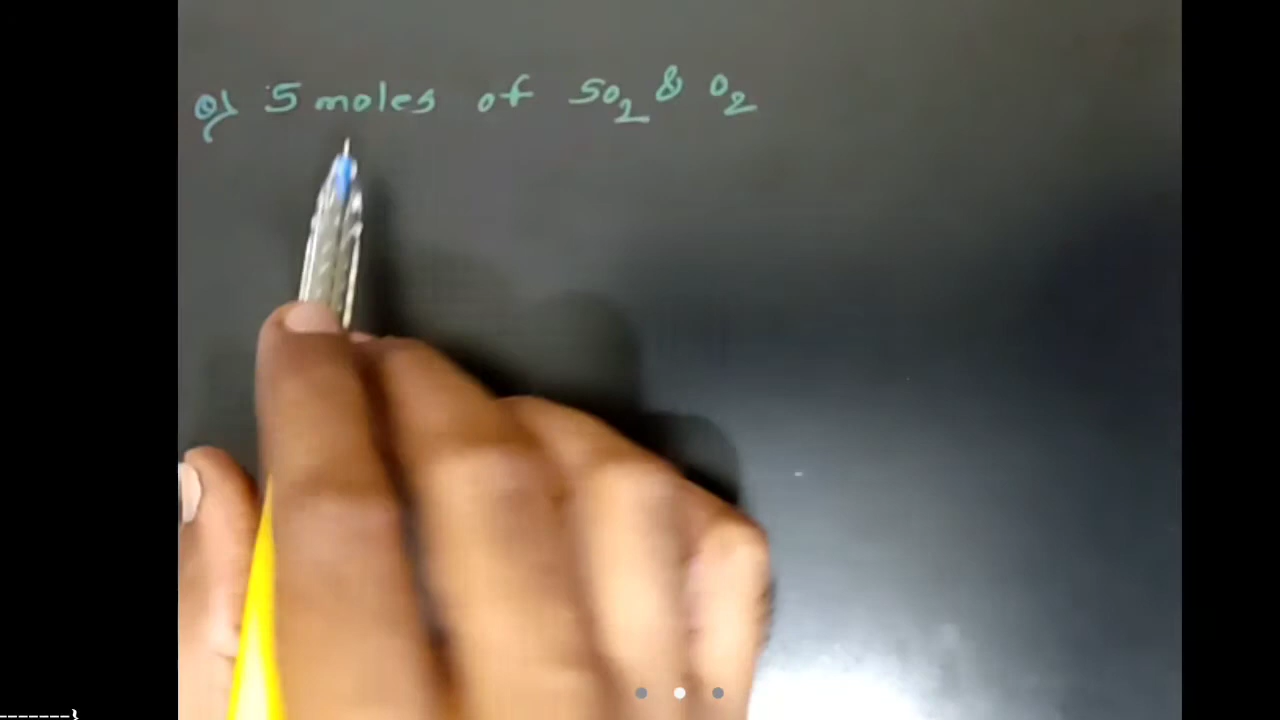 Q) 5 moles of SO2 & O2
-------}